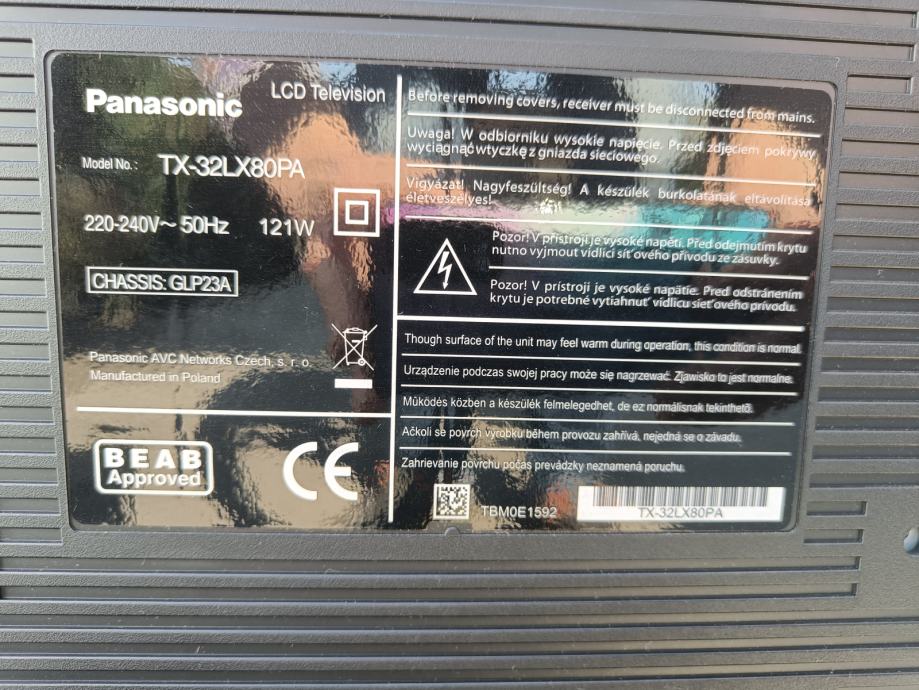 Panasonic
LCD Television
Model No.: TX-32LX80PA
220-240V~ 50Hz 121W
CHASSIS: GLP23A
Panasonic AVC Networks Czech, s. r. o
Manufactured in Poland
BEAB
Approved
CE
Before removing covers, receiver must be disconnected from mains.
Uwaga! W odbiorniku wysokie napięcie. Przed zdjęciem pokrywy
wyciągnąć wtyczkę z gniazda sieciowego.
Vigyázat! Nagyfeszültség! A készülék burkolatának eltávolítása
életveszélyes!
Pozor! V přístroji je vysoké napětí. Před odejmutím krytu
nutno vyjmout vidlici síťového přívodu ze zásuvky.
Pozor! V prístroji je vysoké napätie. Pred odstránením
krytu je potrebné vytiahnuť vidlicu sieťového prívodu.
Though surface of the unit may feel warm during operation, this condition is normal.
Urządzenie podczas swojej pracy może się nagrzewać. Zjawisko to jest normalne.
Működés közben a készülék felmelegedhet, de ez normálisnak tekinthető.
Ačkoli se povrch výrobku během provozu zahřívá, nejedná se o závadu.
Zahrievanie povrchu počas prevádzky neznamená poruchu.
TBM0E1592
TX-32LX80PA